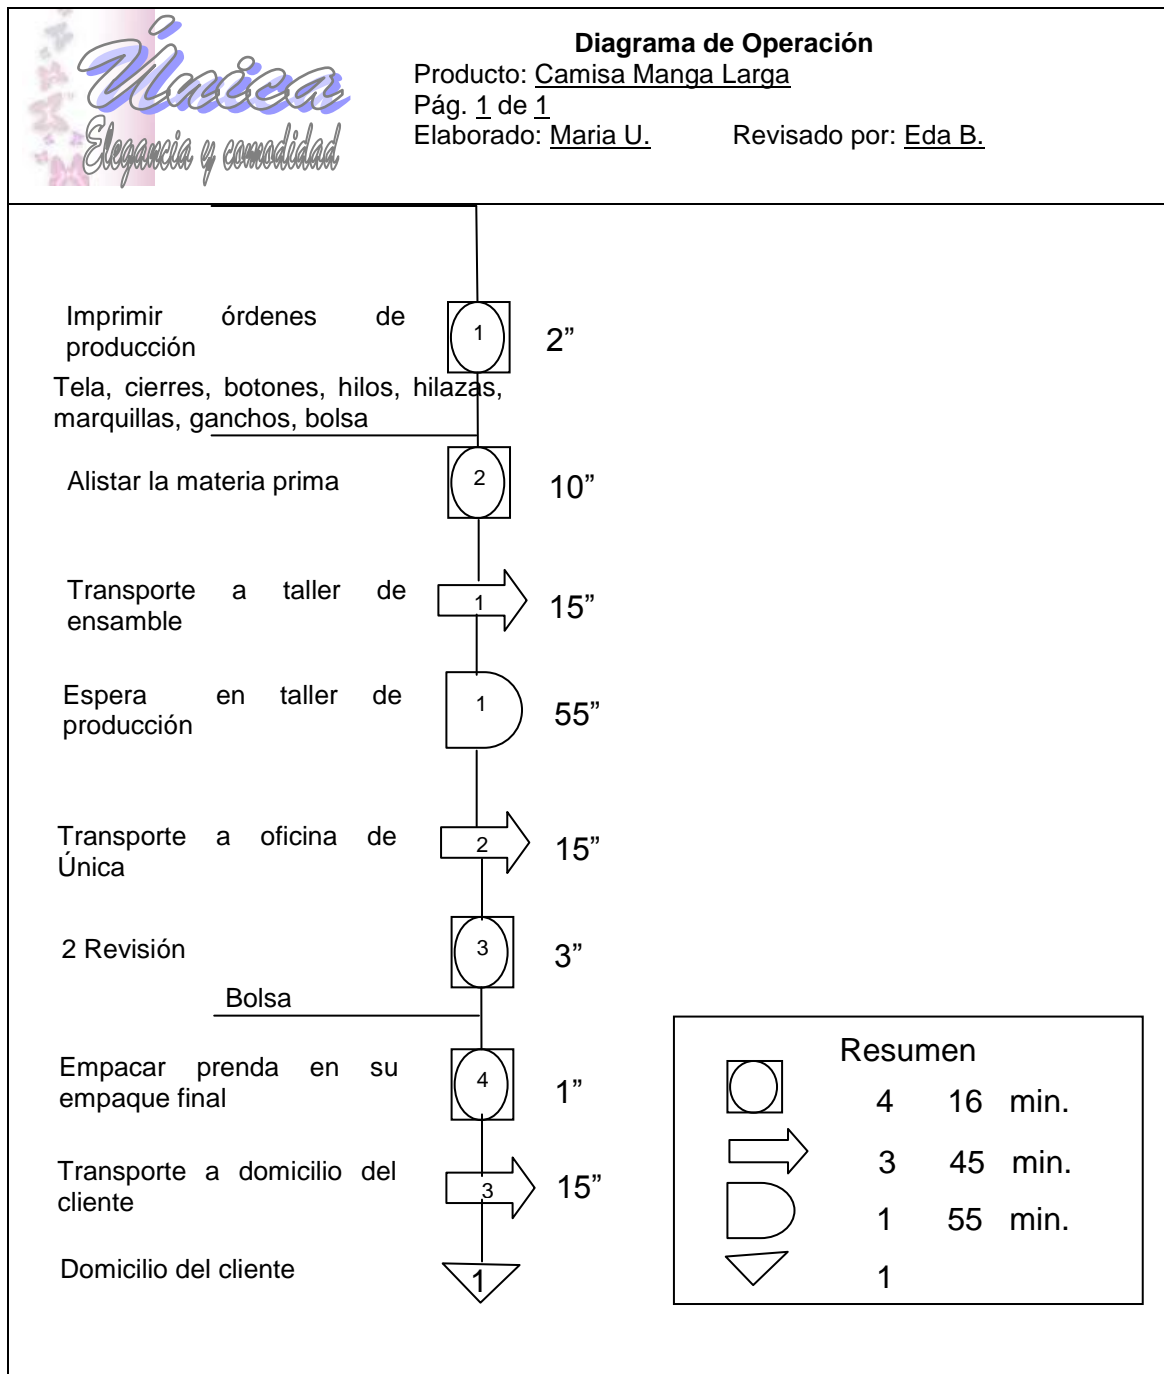 Única
Elegancia y comodidad
Diagrama de Operación
Producto: Camisa Manga Larga
Pág. 1 de 1
Elaborado: Maria U. Revisado por: Eda B.
Imprimir órdenes de
producción
1
2”
Tela, cierres, botones, hilos, hilazas,
marquillas, ganchos, bolsa
Alistar la materia prima
2
10”
Transporte a taller de
ensamble
1
15”
Espera en taller de
producción
1
55”
Transporte a oficina de
Única
2
15”
2 Revisión
3
3”
Bolsa
Empacar prenda en su
empaque final
4
1”
Transporte a domicilio del
cliente
3
15”
Domicilio del cliente
1
Resumen
4 16 min.
3 45 min.
1 55 min.
1